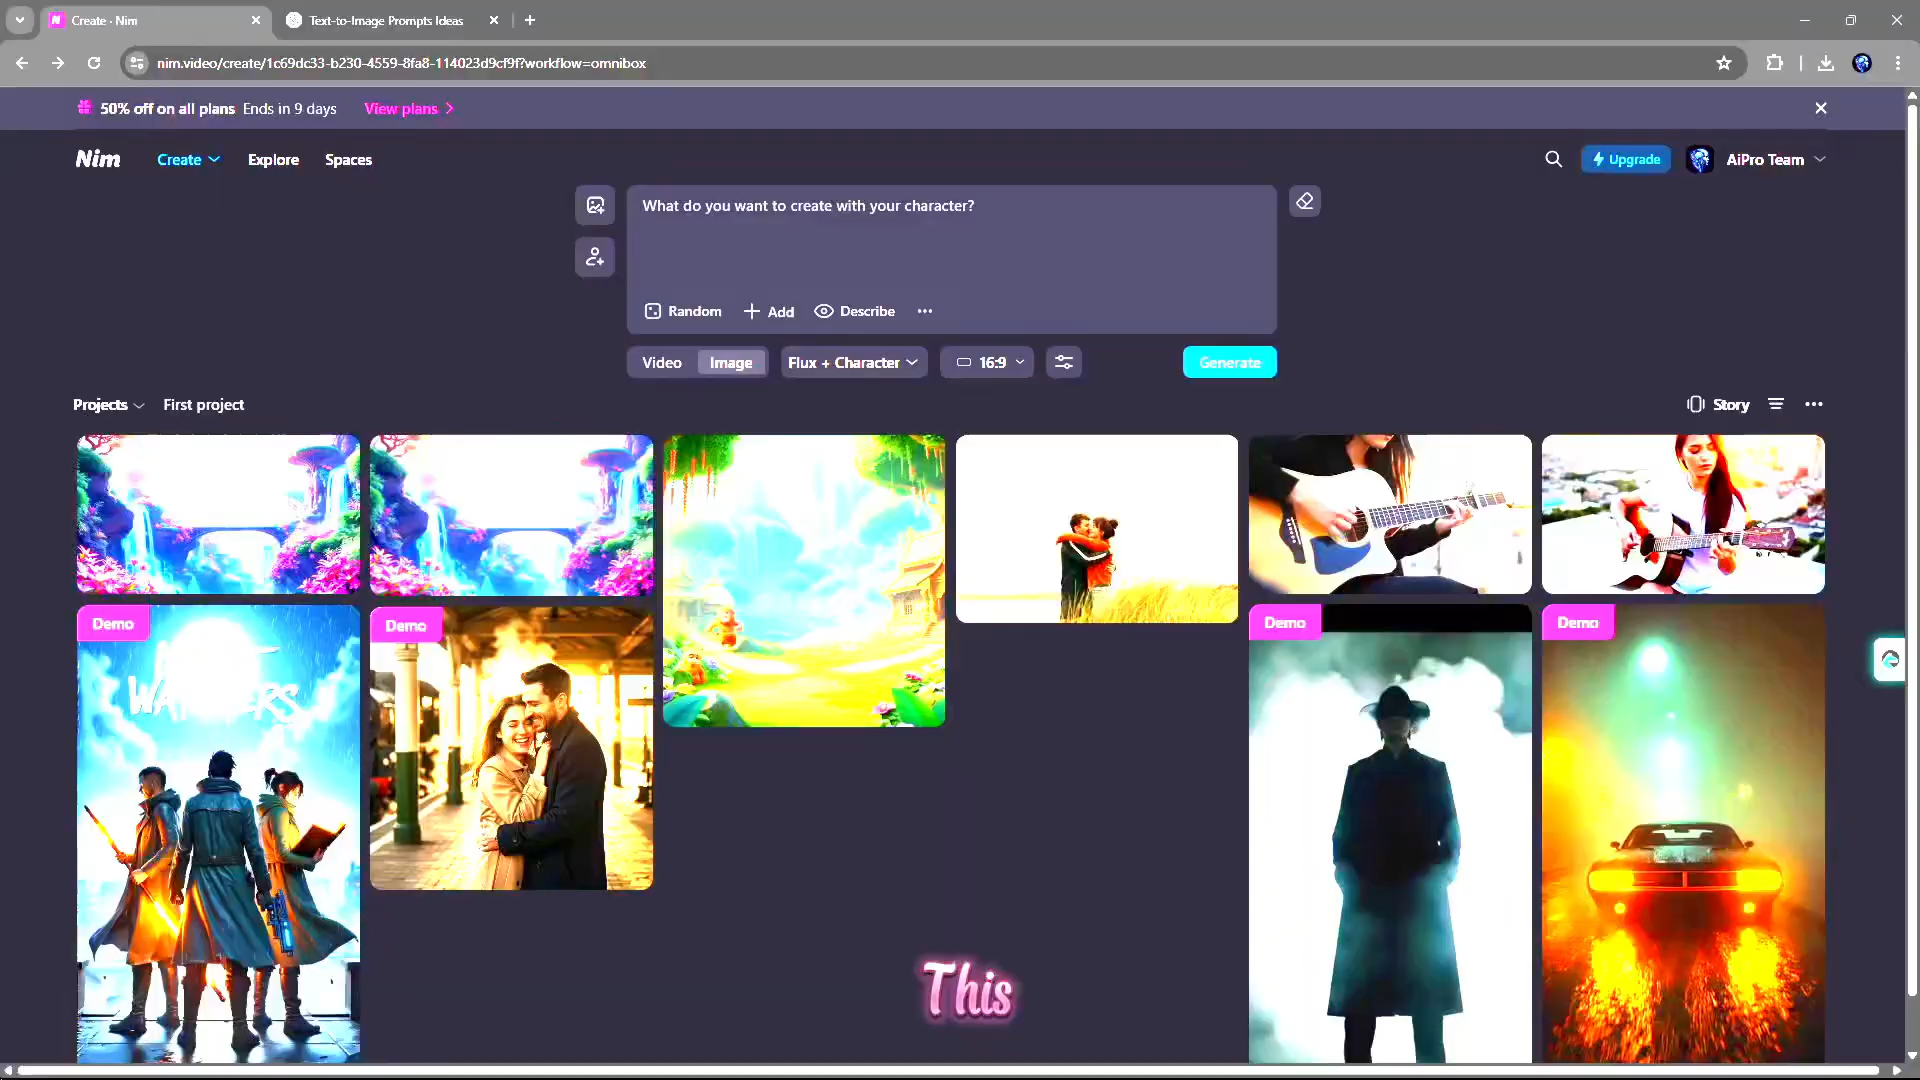 Create - Nim
Text-to-Image Prompts Ideas
nim.video/create/1c69dc33-b230-4559-8fa8-114023d9cf9f?workflow=omnibox
50% off on all plans Ends in 9 days View plans
Nim Create Explore Spaces
Upgrade AiPro Team
What do you want to create with your character?
Random Add Describe
Video Image Flux + Character 16:9 Generate
Projects First project Story
Demo
Demo
Demo
Demo
This